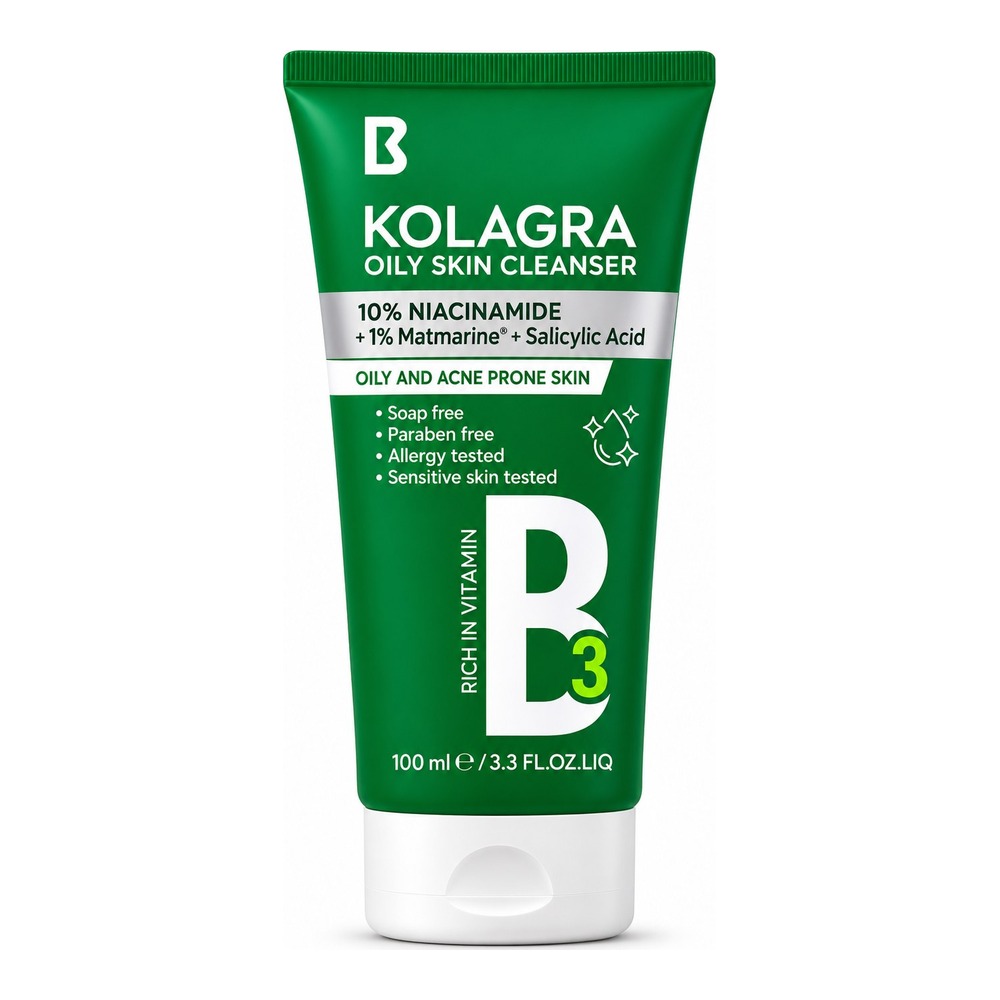 B
KOLAGRA
OILY SKIN CLEANSER
10% NIACINAMIDE
+ 1% Matmarine® + Salicylic Acid
OILY AND ACNE PRONE SKIN
• Soap free
• Paraben free
• Allergy tested
• Sensitive skin tested
RICH IN VITAMIN
B3
100 ml ℮ / 3.3 FL.OZ.LIQ